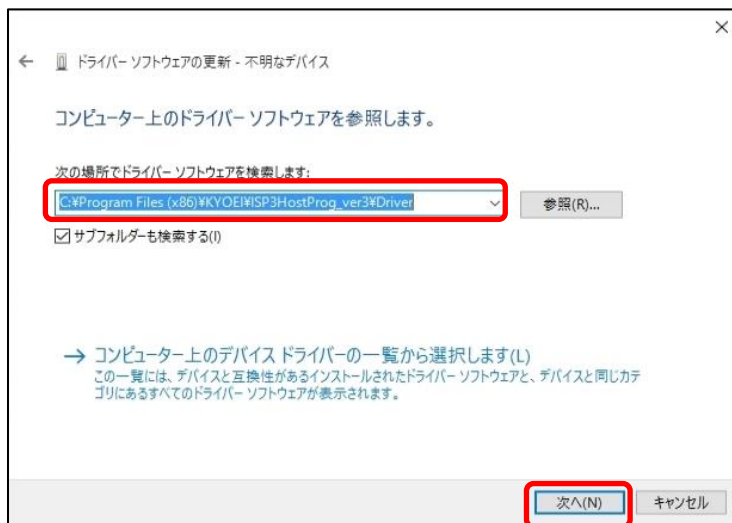 ドライバー ソフトウェアの更新 - 不明なデバイス
コンピューター上のドライバー ソフトウェアを参照します。
次の場所でドライバー ソフトウェアを検索します:
C:¥Program Files (x86)¥KYOEI¥ISP3HostProg_ver3¥Driver
参照(R)...
サブフォルダーも検索する(I)
→ コンピューター上のデバイス ドライバーの一覧から選択します(L)
この一覧には、デバイスと互換性があるインストールされたドライバー ソフトウェアと、デバイスと同じカテ
ゴリにあるすべてのドライバー ソフトウェアが表示されます。
次へ(N)
キャンセル